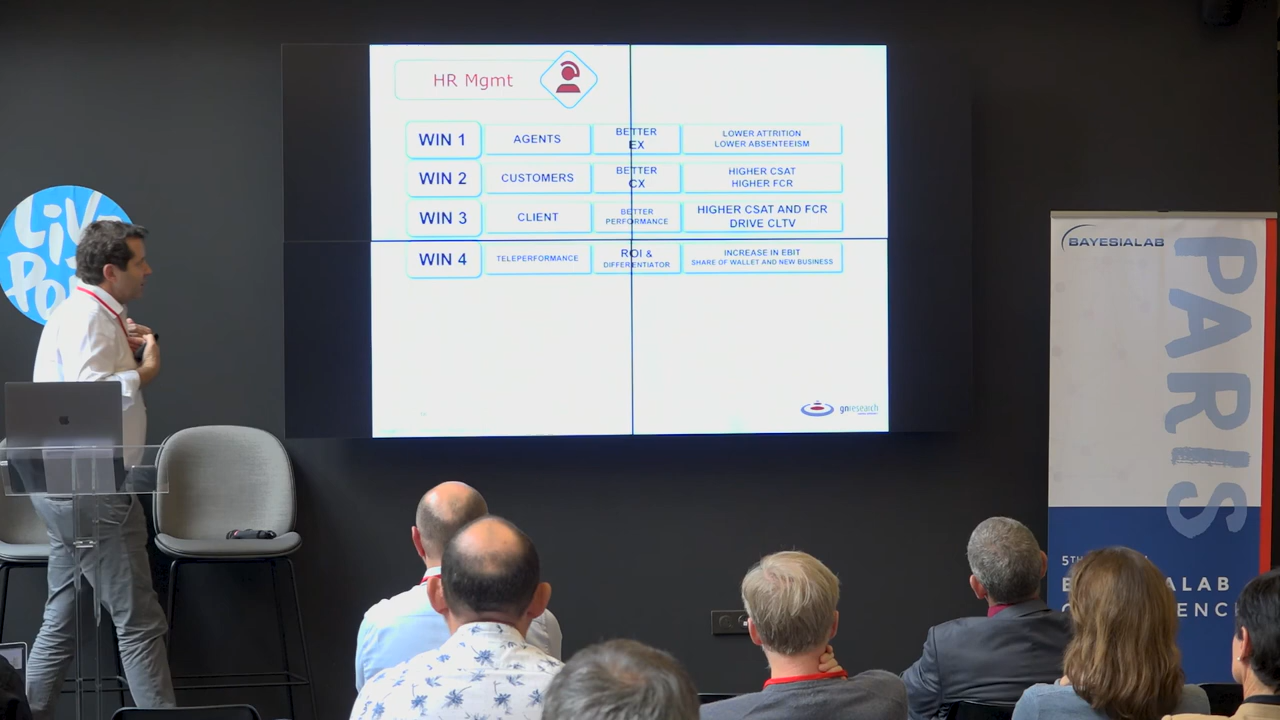 HR Mgmt
WIN 1 AGENTS BETTER EX LOWER ATTRITION LOWER ABSENTEEISM
WIN 2 CUSTOMERS BETTER CX HIGHER CSAT HIGHER FCR
WIN 3 CLIENT BETTER PERFORMANCE HIGHER CSAT AND FCR DRIVE CLTV
WIN 4 TELEPERFORMANCE ROI & DIFFERENTIATOR INCREASE IN EBIT SHARE OF WALLET AND NEW BUSINESS
gnresearch
BAYESIALAB
PARIS
5TH